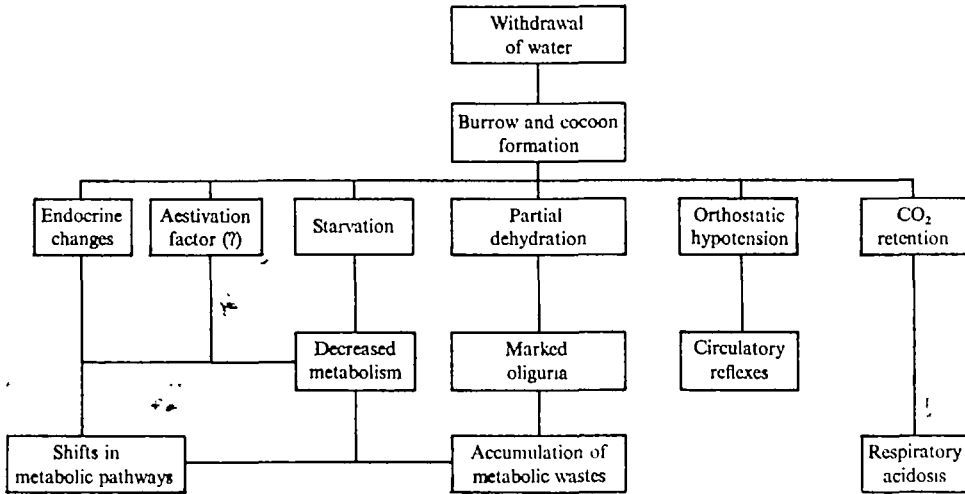 Withdrawal
of water
Burrow and cocoon
formation
Endocrine
changes
Aestivation
factor (?)
Starvation
Partial
dehydration
Orthostatic
hypotension
CO₂
retention
Decreased
metabolism
Marked
oliguria
Circulatory
reflexes
Shifts in
metabolic pathways
Accumulation of
metabolic wastes
Respiratory
acidosis